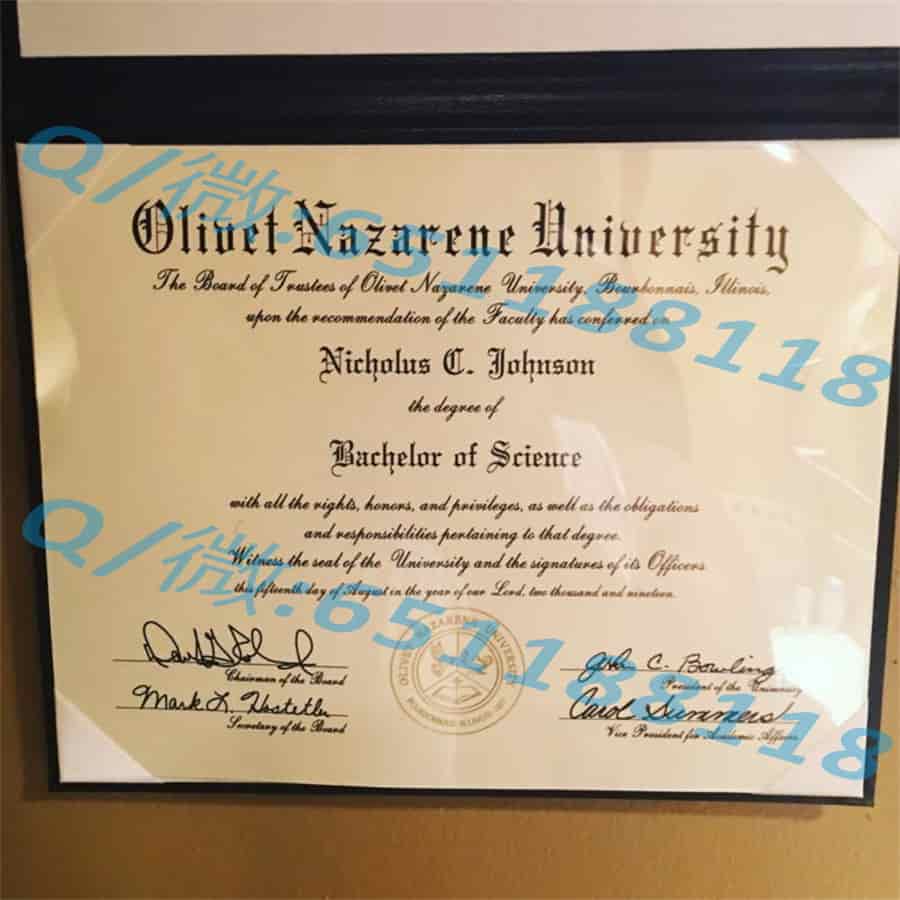 Olivet Nazarene University
The Board of Trustees of Olivet Nazarene University, Bourbonnais, Illinois,
upon the recommendation of the Faculty has conferred on
Nicholus C. Johnson
the degree of
Bachelor of Science
with all the rights, honors, and privileges, as well as the obligations
and responsibilities pertaining to that degree.
Witness the seal of the University and the signatures of its Officers
this fifteenth day of August in the year of our Lord, two thousand and nineteen.
OLIVET NAZARENE UNIVERSITY
BOURBONNAIS, ILLINOIS
Chairman of the Board
Mark L. Hostetler
Secretary of the Board
John C. Bowling
President of the University
Carol Summers
Vice President for Academic Affairs
Q/微:651188118
Q/微:651188118